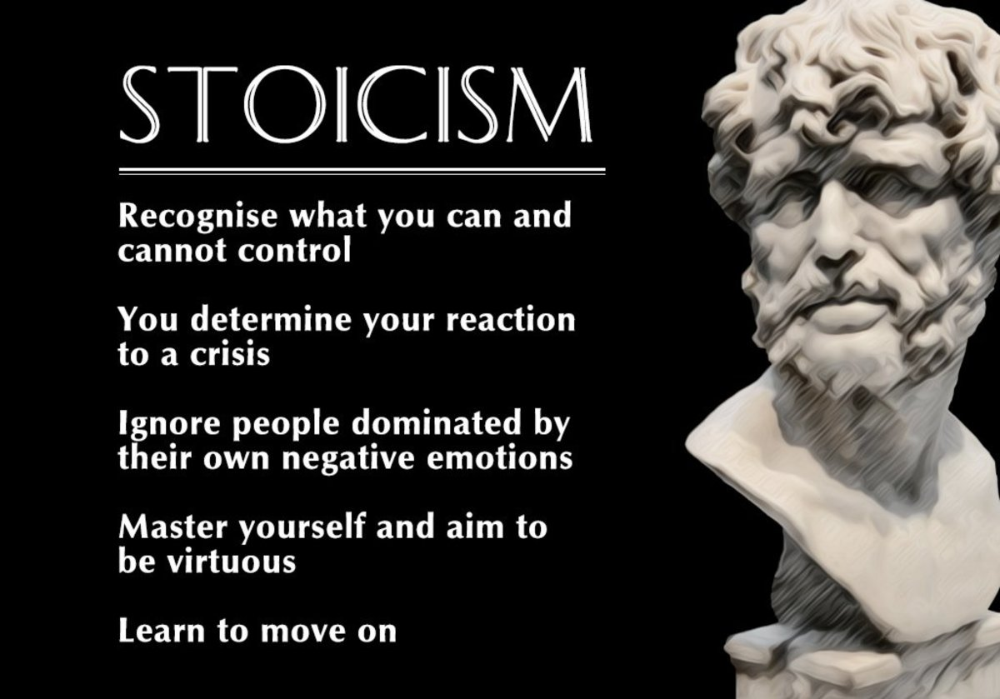 STOICISM
Recognise what you can and
cannot control
You determine your reaction
to a crisis
Ignore people dominated by
their own negative emotions
Master yourself and aim to
be virtuous
Learn to move on